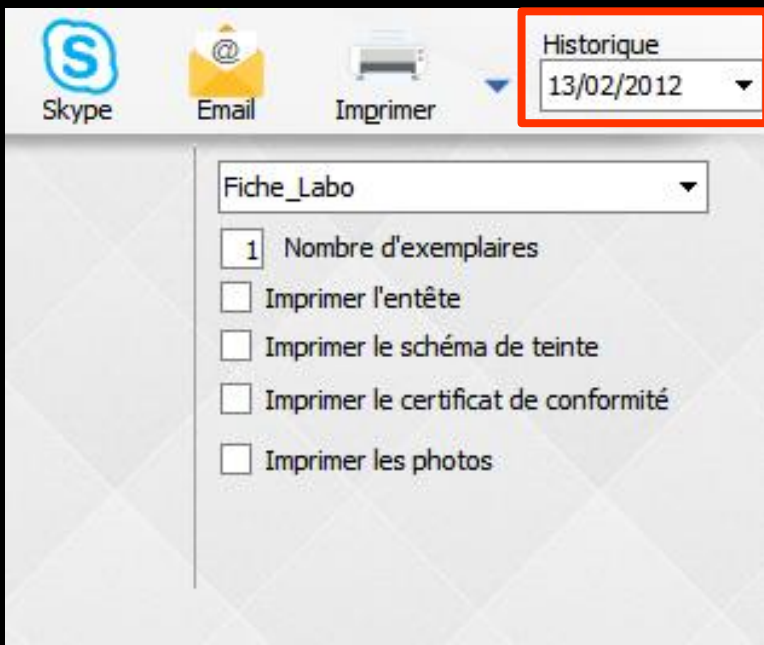 Skype
Email
Imprimer
Historique
13/02/2012
Fiche_Labo
1 Nombre d'exemplaires
Imprimer l'entête
Imprimer le schéma de teinte
Imprimer le certificat de conformité
Imprimer les photos